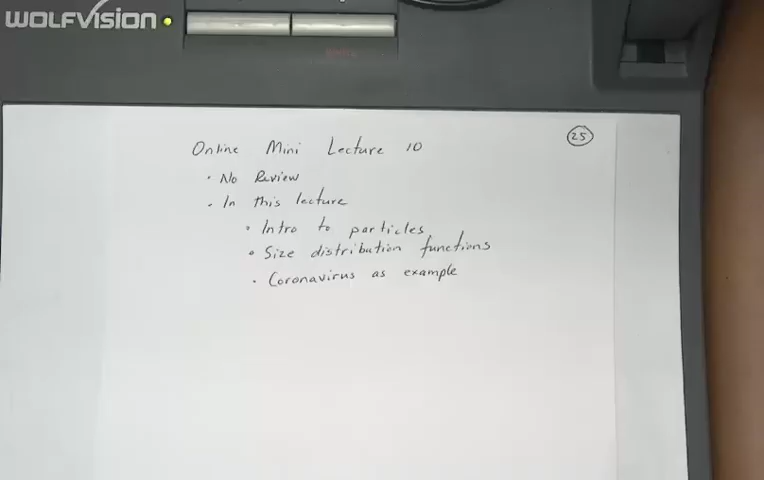 WOLFVISION
Online Mini Lecture 10
25
• No Review
• In this lecture
• Intro to particles
• Size distribution functions
• Coronavirus as example